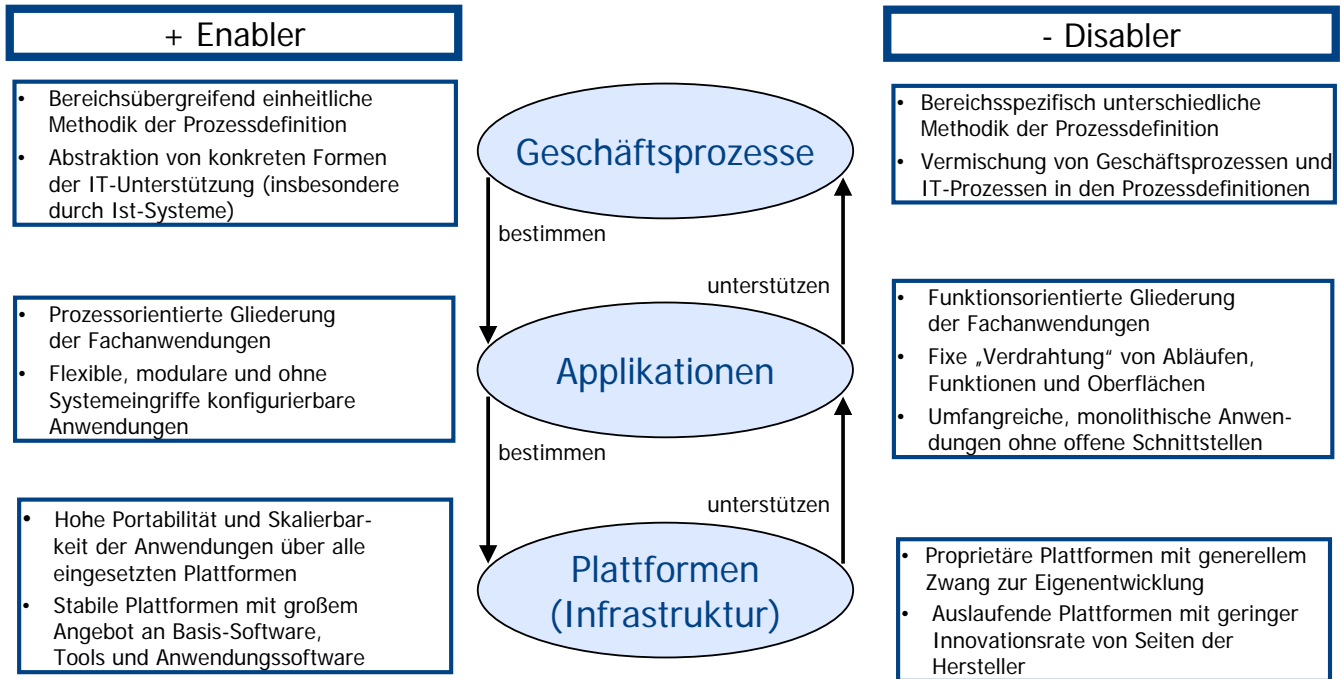 + Enabler
- Disabler
• Bereichsübergreifend einheitliche
Methodik der Prozessdefinition
• Abstraktion von konkreten Formen
der IT-Unterstützung (insbesondere
durch Ist-Systeme)
Geschäftsprozesse
• Bereichsspezifisch unterschiedliche
Methodik der Prozessdefinition
• Vermischung von Geschäftsprozessen und
IT-Prozessen in den Prozessdefinitionen
bestimmen
unterstützen
• Prozessorientierte Gliederung
der Fachanwendungen
• Flexible, modulare und ohne
Systemeingriffe konfigurierbare
Anwendungen
Applikationen
• Funktionsorientierte Gliederung
der Fachanwendungen
• Fixe „Verdrahtung“ von Abläufen,
Funktionen und Oberflächen
• Umfangreiche, monolithische Anwen-
dungen ohne offene Schnittstellen
bestimmen
unterstützen
• Hohe Portabilität und Skalierbar-
keit der Anwendungen über alle
eingesetzten Plattformen
• Stabile Plattformen mit großem
Angebot an Basis-Software,
Tools und Anwendungssoftware
Plattformen
(Infrastruktur)
• Proprietäre Plattformen mit generellem
Zwang zur Eigenentwicklung
• Auslaufende Plattformen mit geringer
Innovationsrate von Seiten der
Hersteller